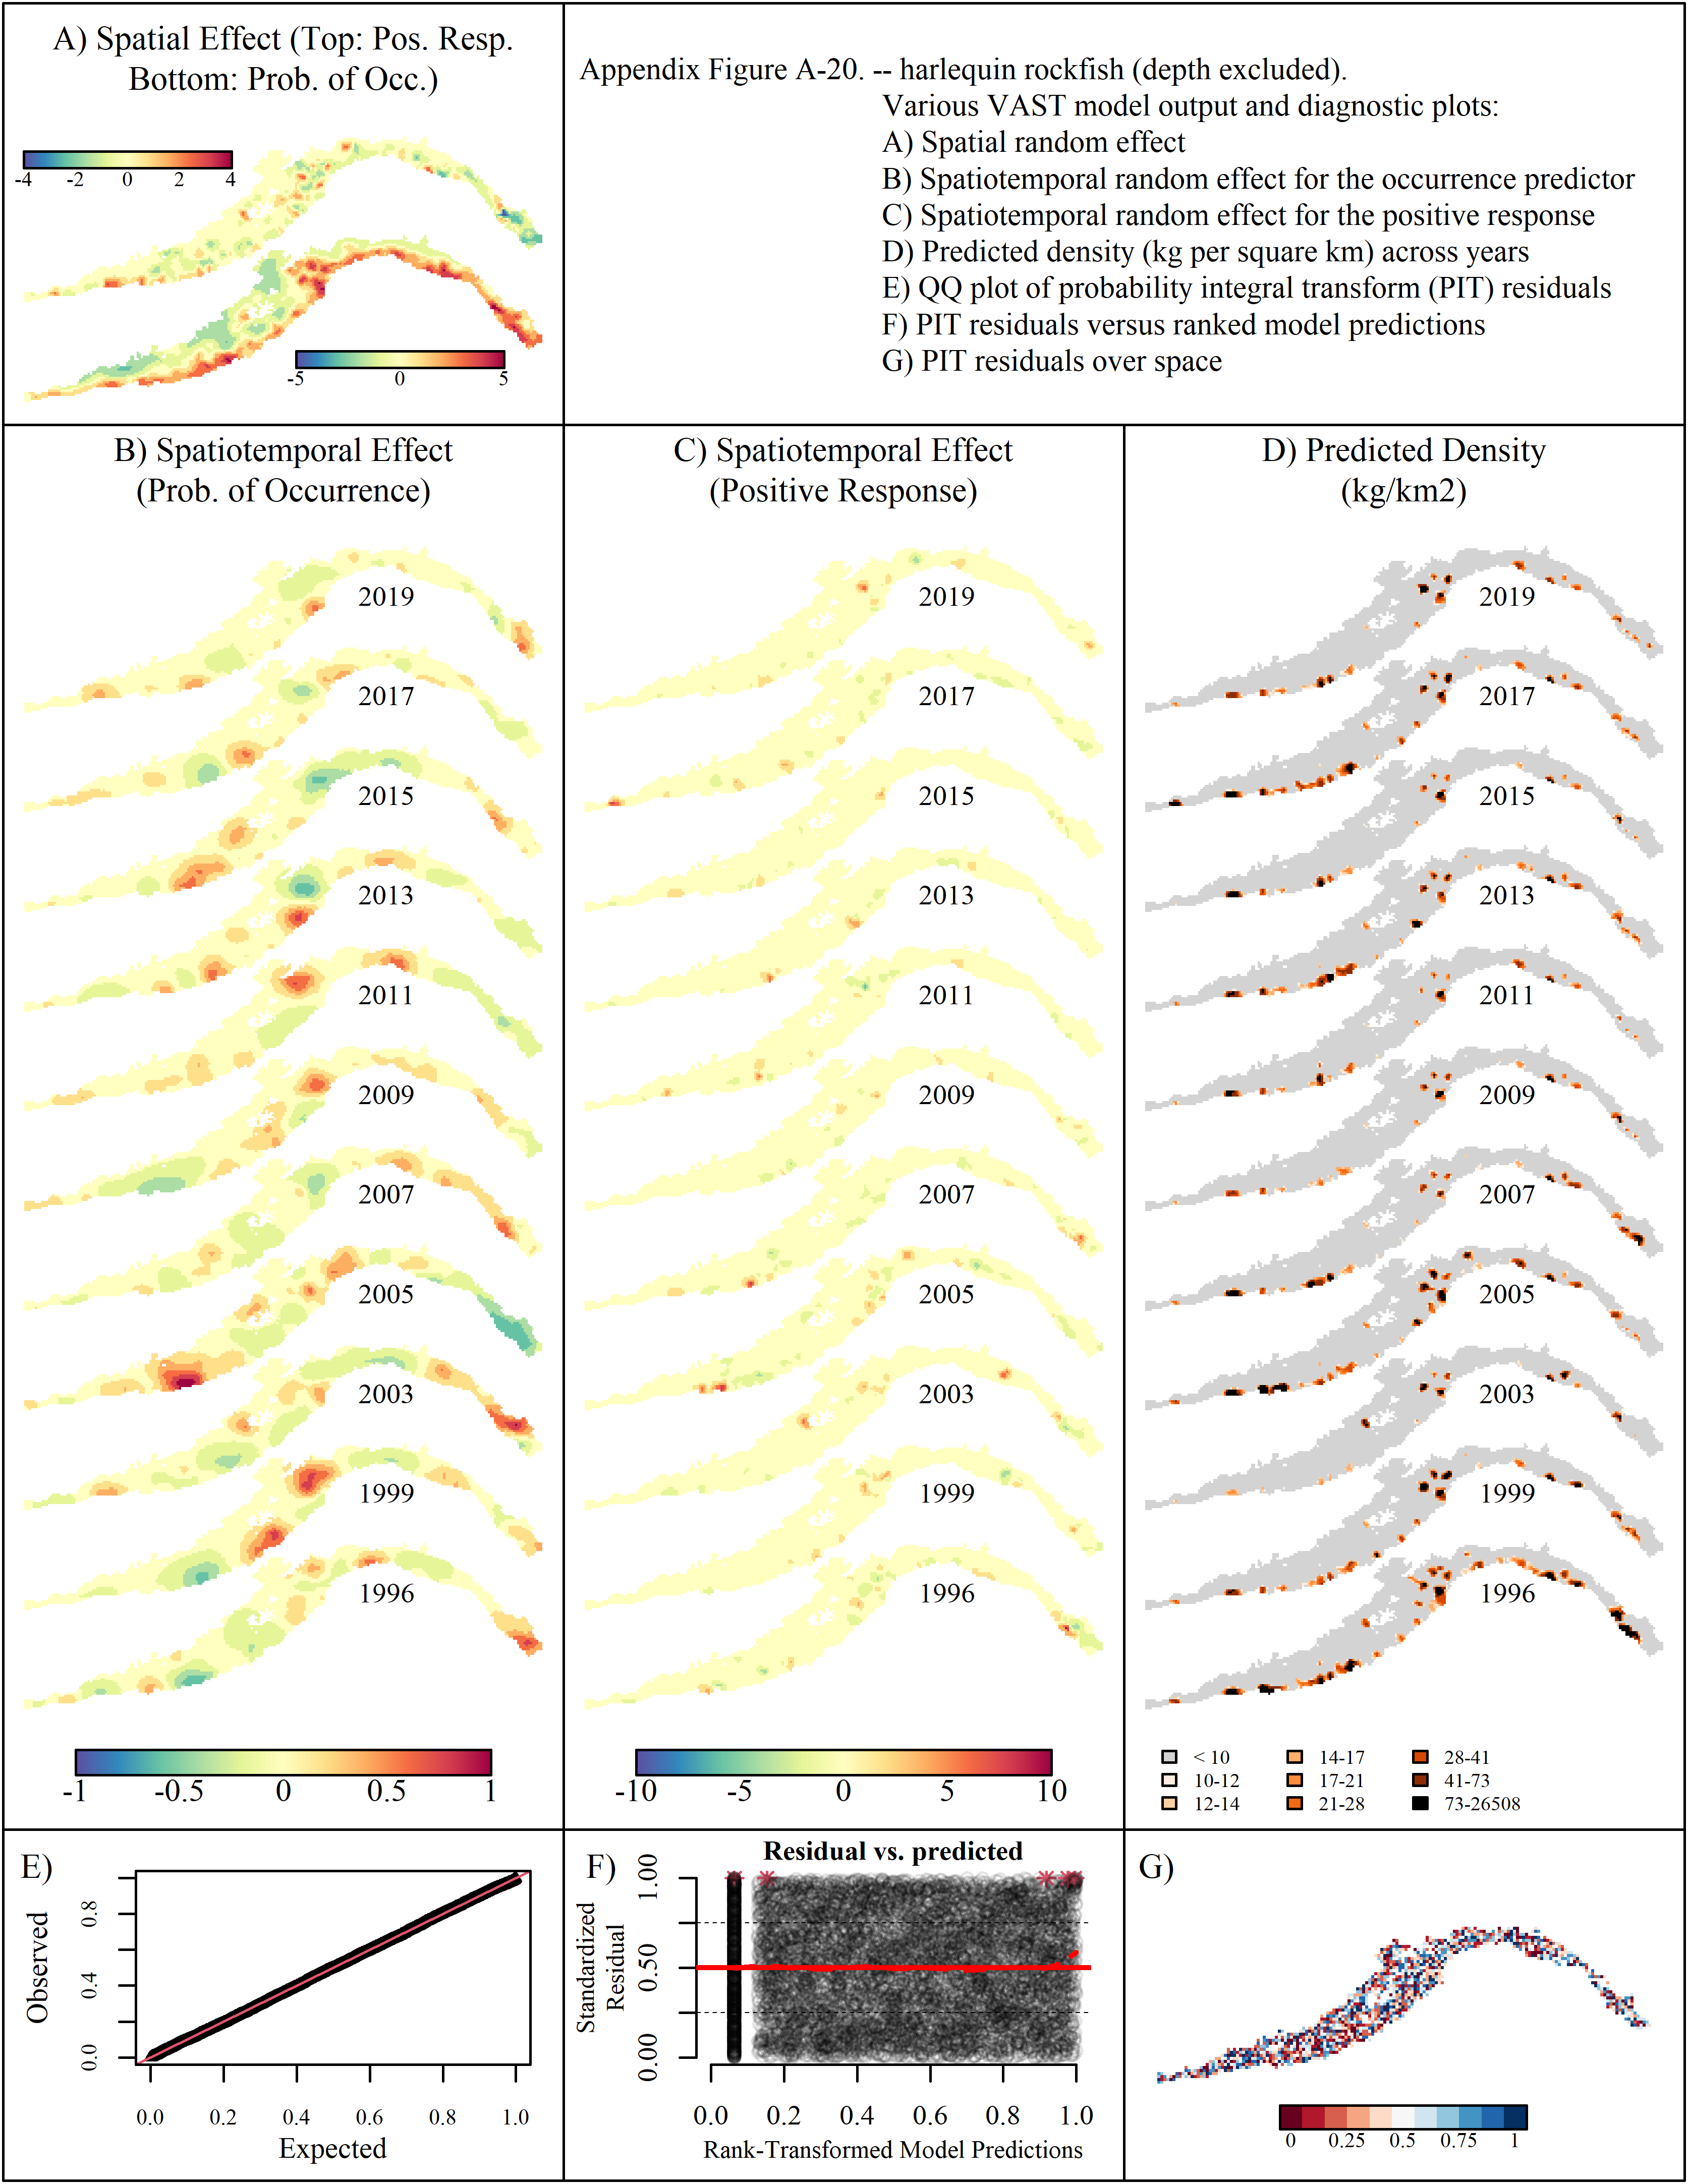 A) Spatial Effect (Top: Pos. Resp.
Bottom: Prob. of Occ.)
-4 -2 0 2 4
-5 0 5
Appendix Figure A-20. -- harlequin rockfish (depth excluded).
Various VAST model output and diagnostic plots:
A) Spatial random effect
B) Spatiotemporal random effect for the occurrence predictor
C) Spatiotemporal random effect for the positive response
D) Predicted density (kg per square km) across years
E) QQ plot of probability integral transform (PIT) residuals
F) PIT residuals versus ranked model predictions
G) PIT residuals over space
B) Spatiotemporal Effect
(Prob. of Occurrence)
2019
2017
2015
2013
2011
2009
2007
2005
2003
1999
1996
-1 -0.5 0 0.5 1
C) Spatiotemporal Effect
(Positive Response)
2019
2017
2015
2013
2011
2009
2007
2005
2003
1999
1996
-10 -5 0 5 10
D) Predicted Density
(kg/km2)
2019
2017
2015
2013
2011
2009
2007
2005
2003
1999
1996
< 10 14-17 28-41
10-12 17-21 41-73
12-14 21-28 73-26508
E)
Observed
0.0 0.4 0.8
0.0 0.2 0.4 0.6 0.8 1.0
Expected
F)
Residual vs. predicted
Standardized
Residual
0.00 0.50 1.00
0.0 0.2 0.4 0.6 0.8 1.0
Rank-Transformed Model Predictions
G)
0 0.25 0.5 0.75 1